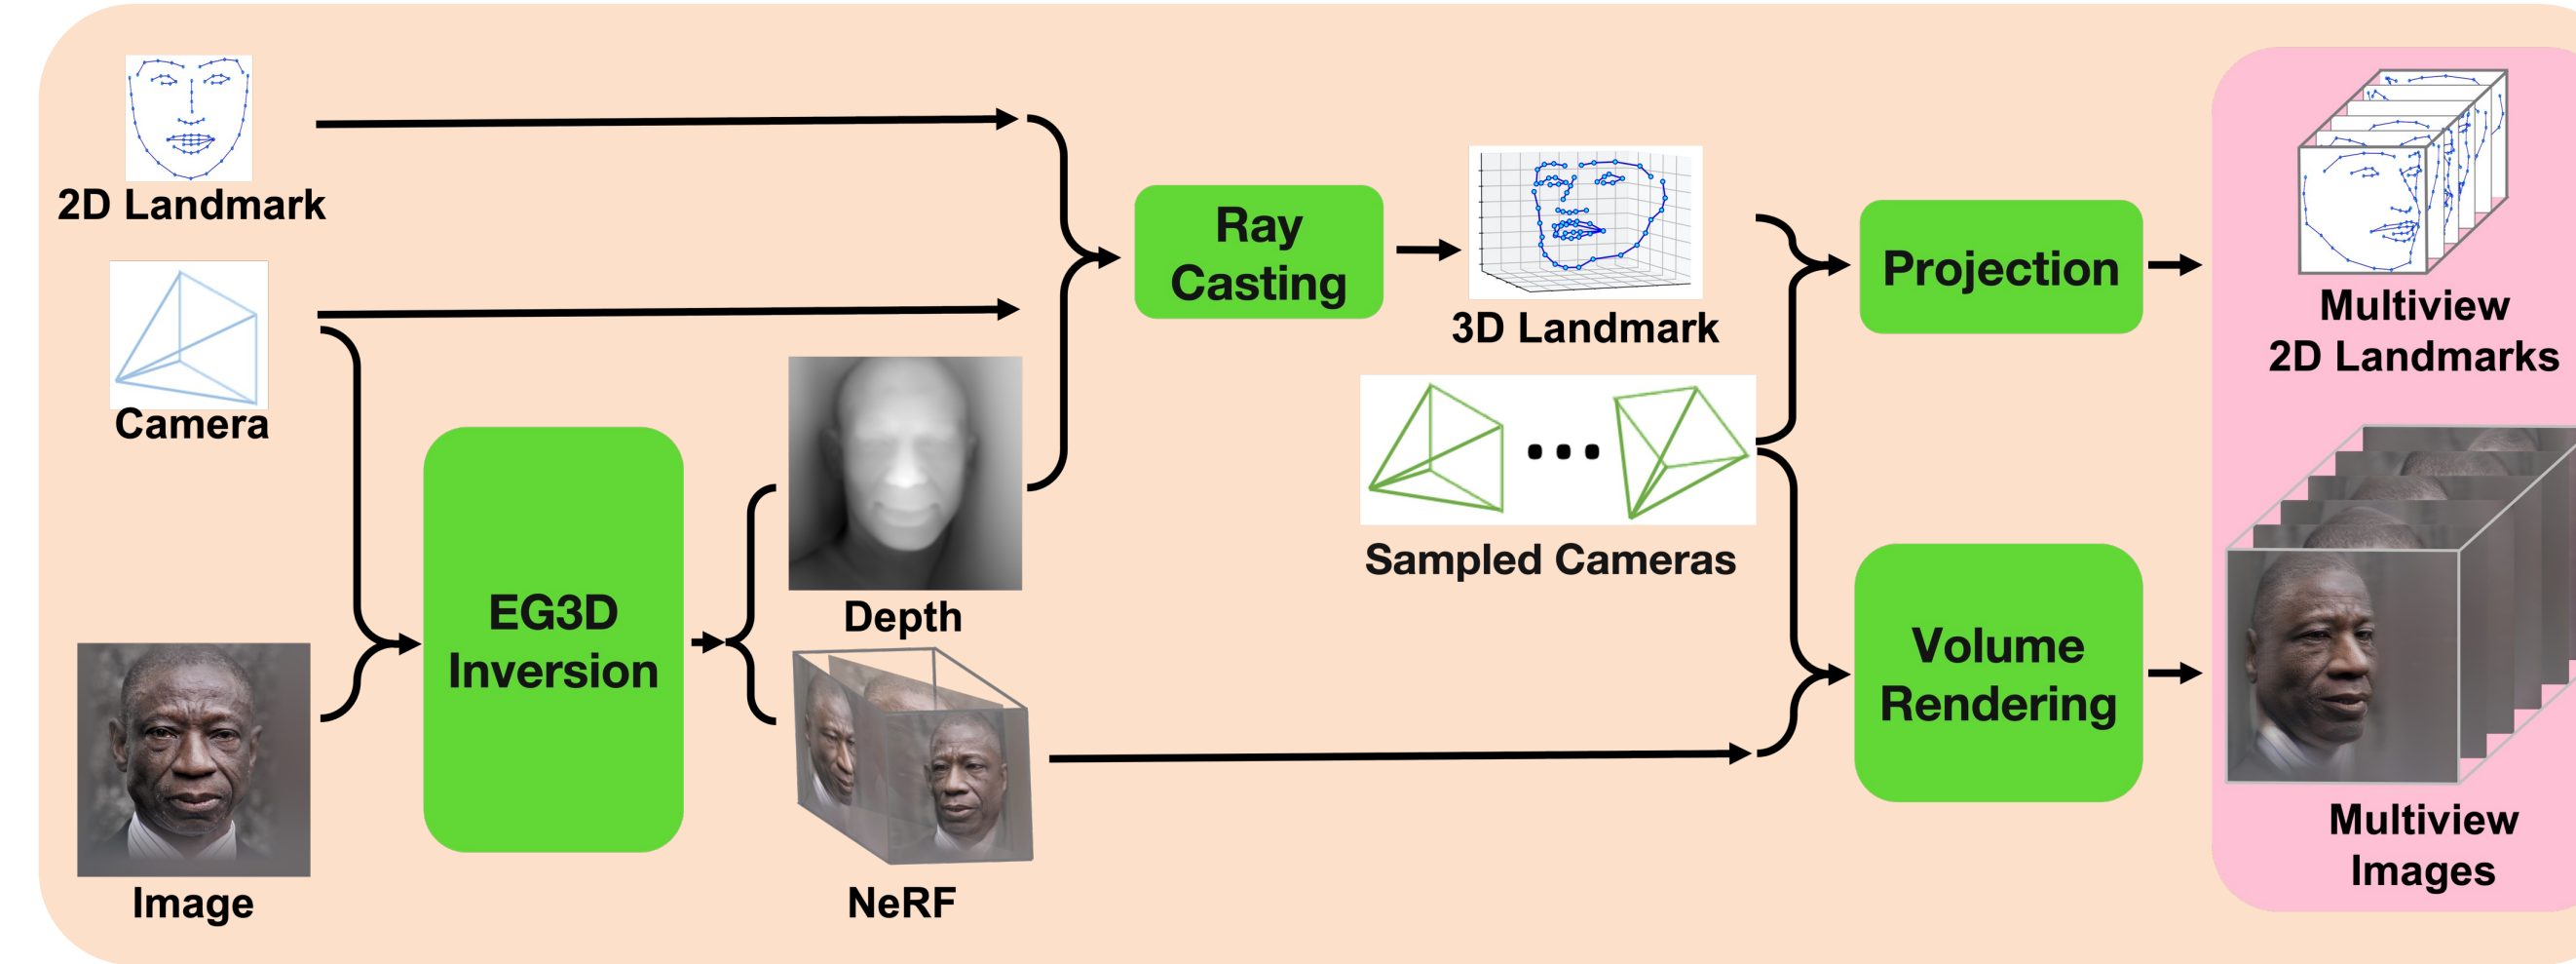 2D Landmark
Camera
Image
EG3D
Inversion
Depth
NeRF
Ray
Casting
3D Landmark
Sampled Cameras
Projection
Volume
Rendering
Multiview
2D Landmarks
Multiview
Images